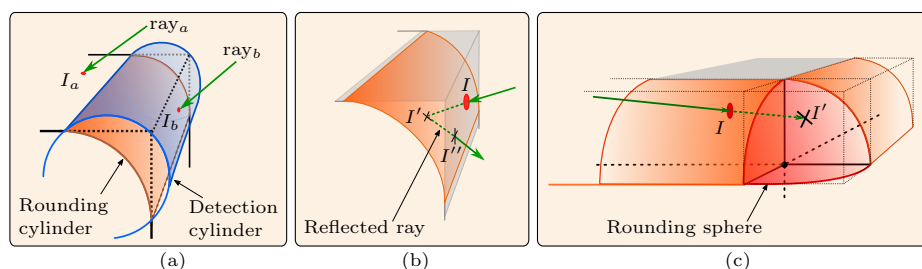 ray_a
ray_b
I_a
I_b
Rounding
cylinder
Detection
cylinder
(a)
I
I′
I′′
Reflected ray
(b)
I
I′
Rounding sphere
(c)